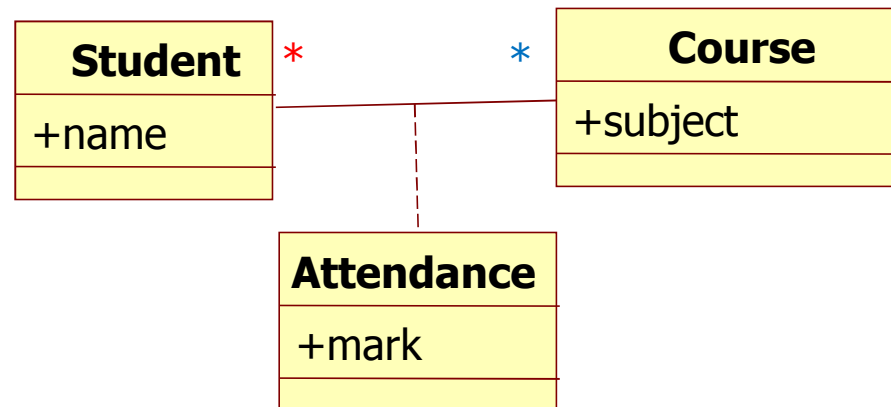 Student
*
*
Course
+name
+subject
Attendance
+mark